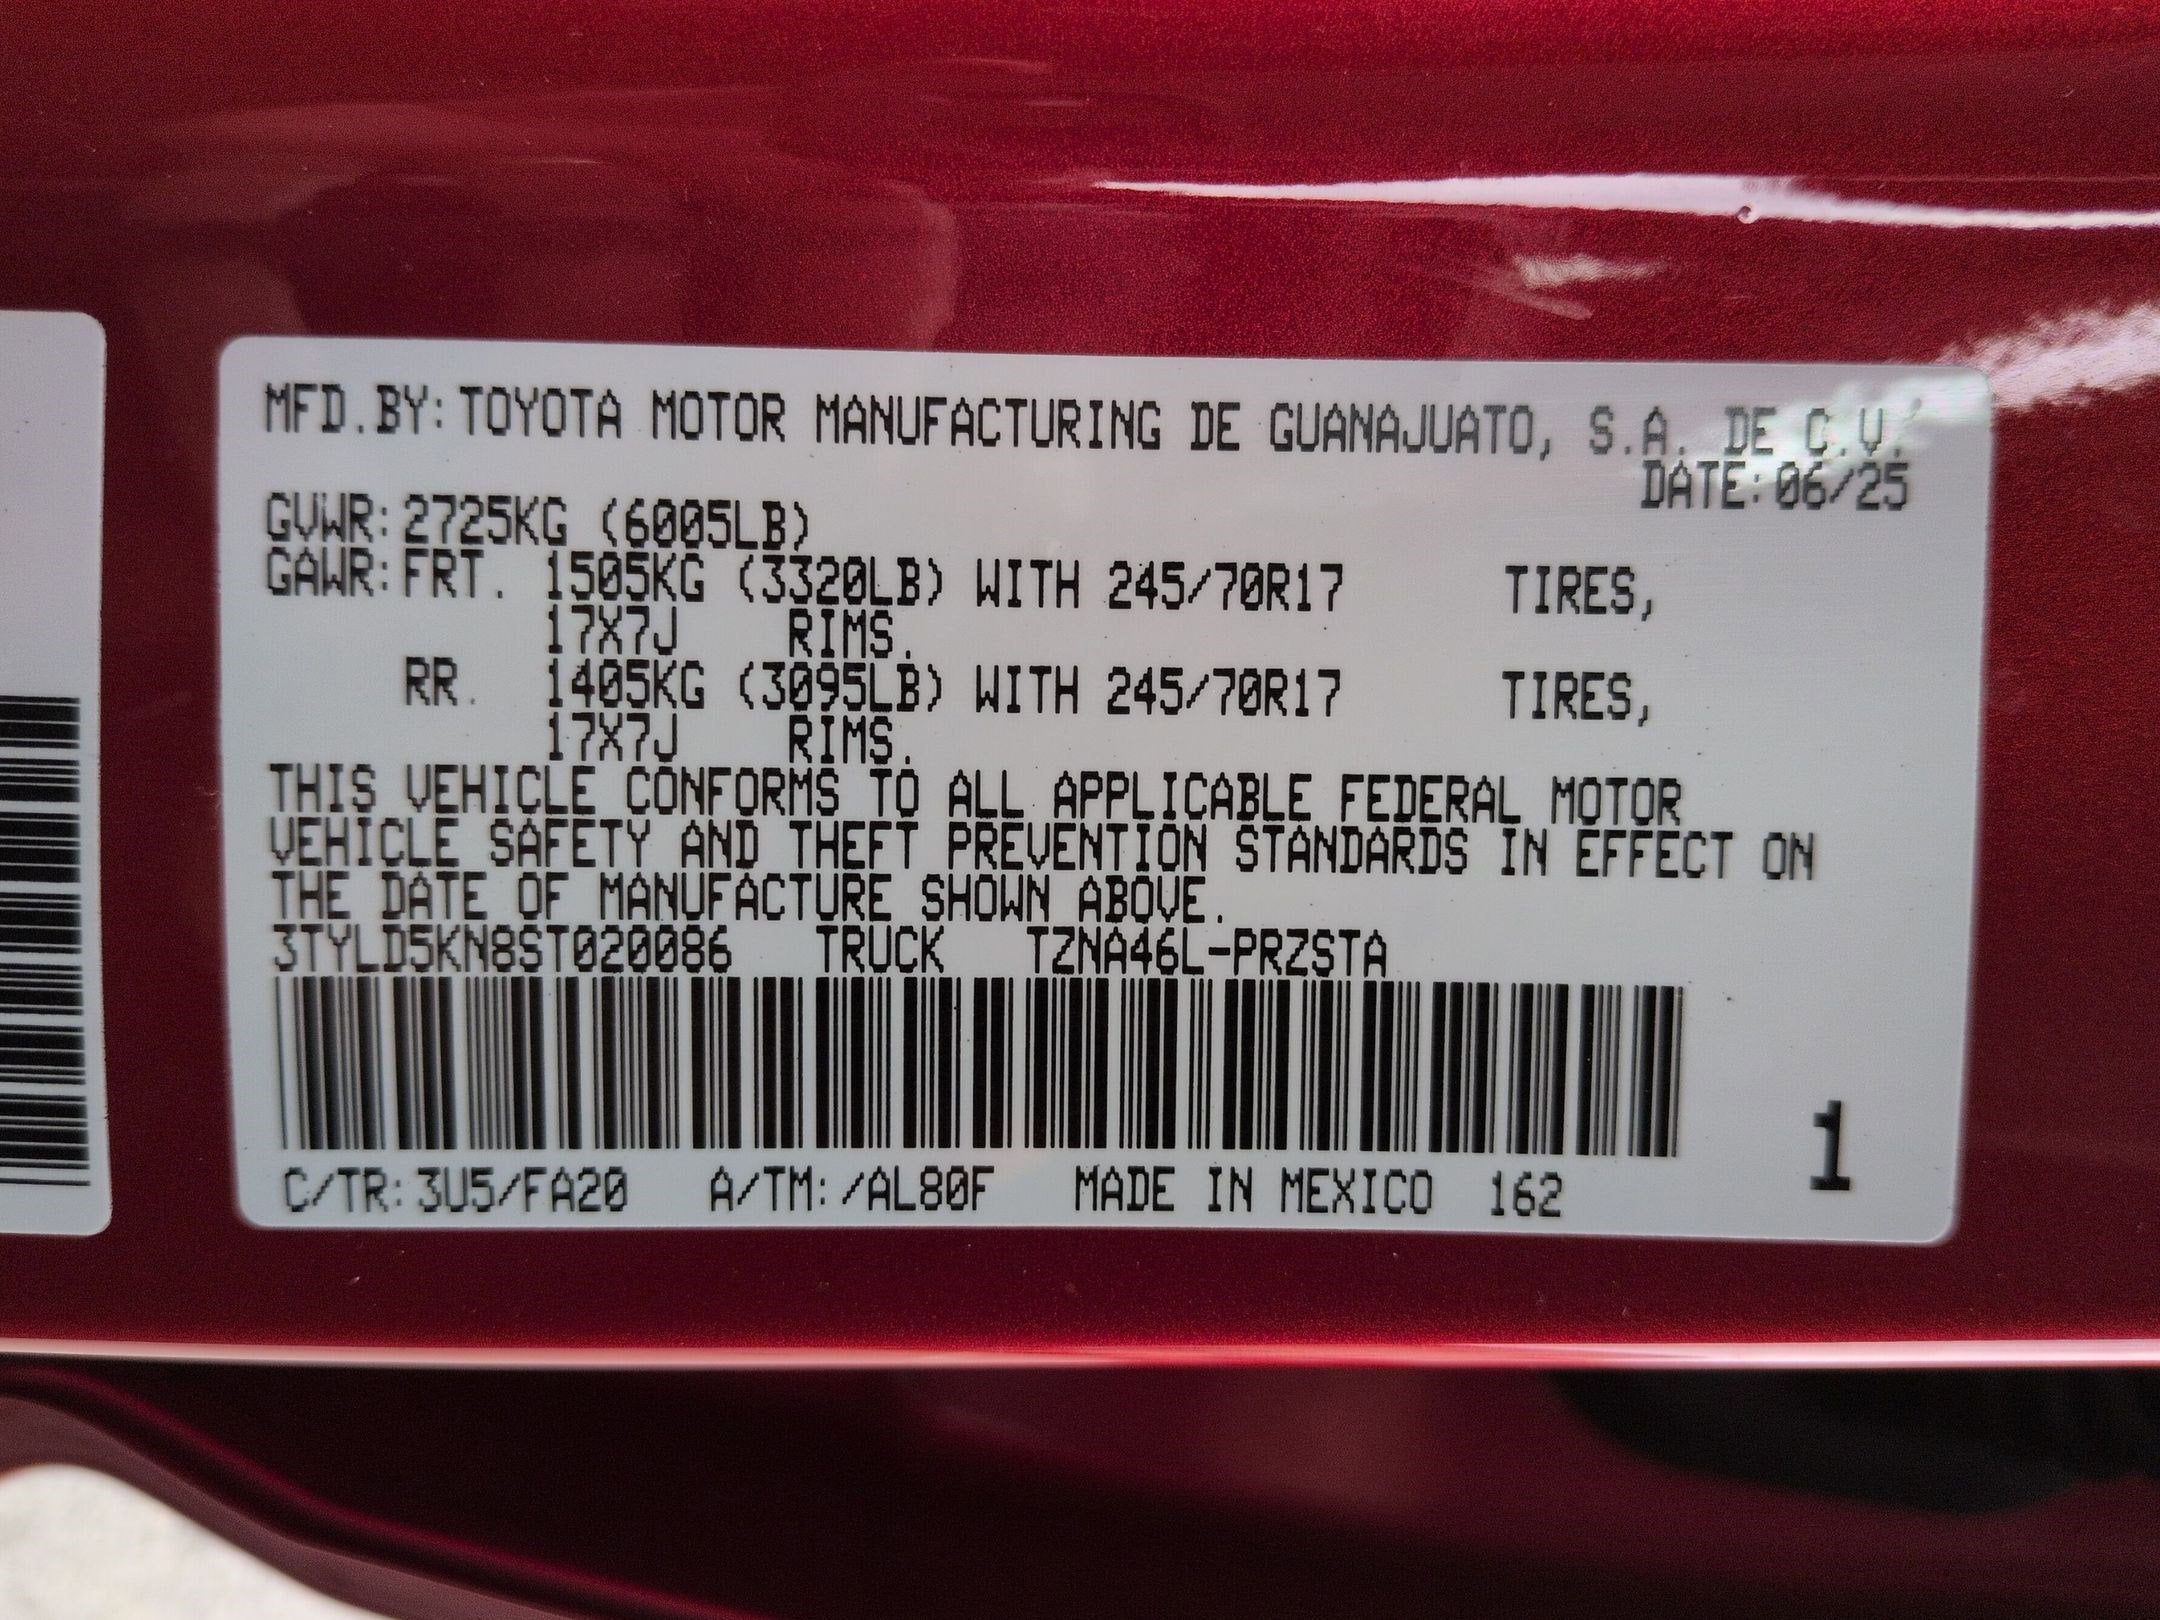 MFD.BY: TOYOTA MOTOR MANUFACTURING DE GUANAJUATO, S.A. DE C.V.
DATE: 06/25
GVWR: 2725KG (6005LB)
GAWR: FRT. 1505KG (3320LB) WITH 245/70R17 TIRES,
17X7J RIMS.
RR. 1405KG (3095LB) WITH 245/70R17 TIRES,
17X7J RIMS.
THIS VEHICLE CONFORMS TO ALL APPLICABLE FEDERAL MOTOR
VEHICLE SAFETY AND THEFT PREVENTION STANDARDS IN EFFECT ON
THE DATE OF MANUFACTURE SHOWN ABOVE.
3TYLD5KN8ST020086 TRUCK TZNA46L-PRZSTA
1
C/TR: 3U5/FA20 A/TM: /AL80F MADE IN MEXICO 162